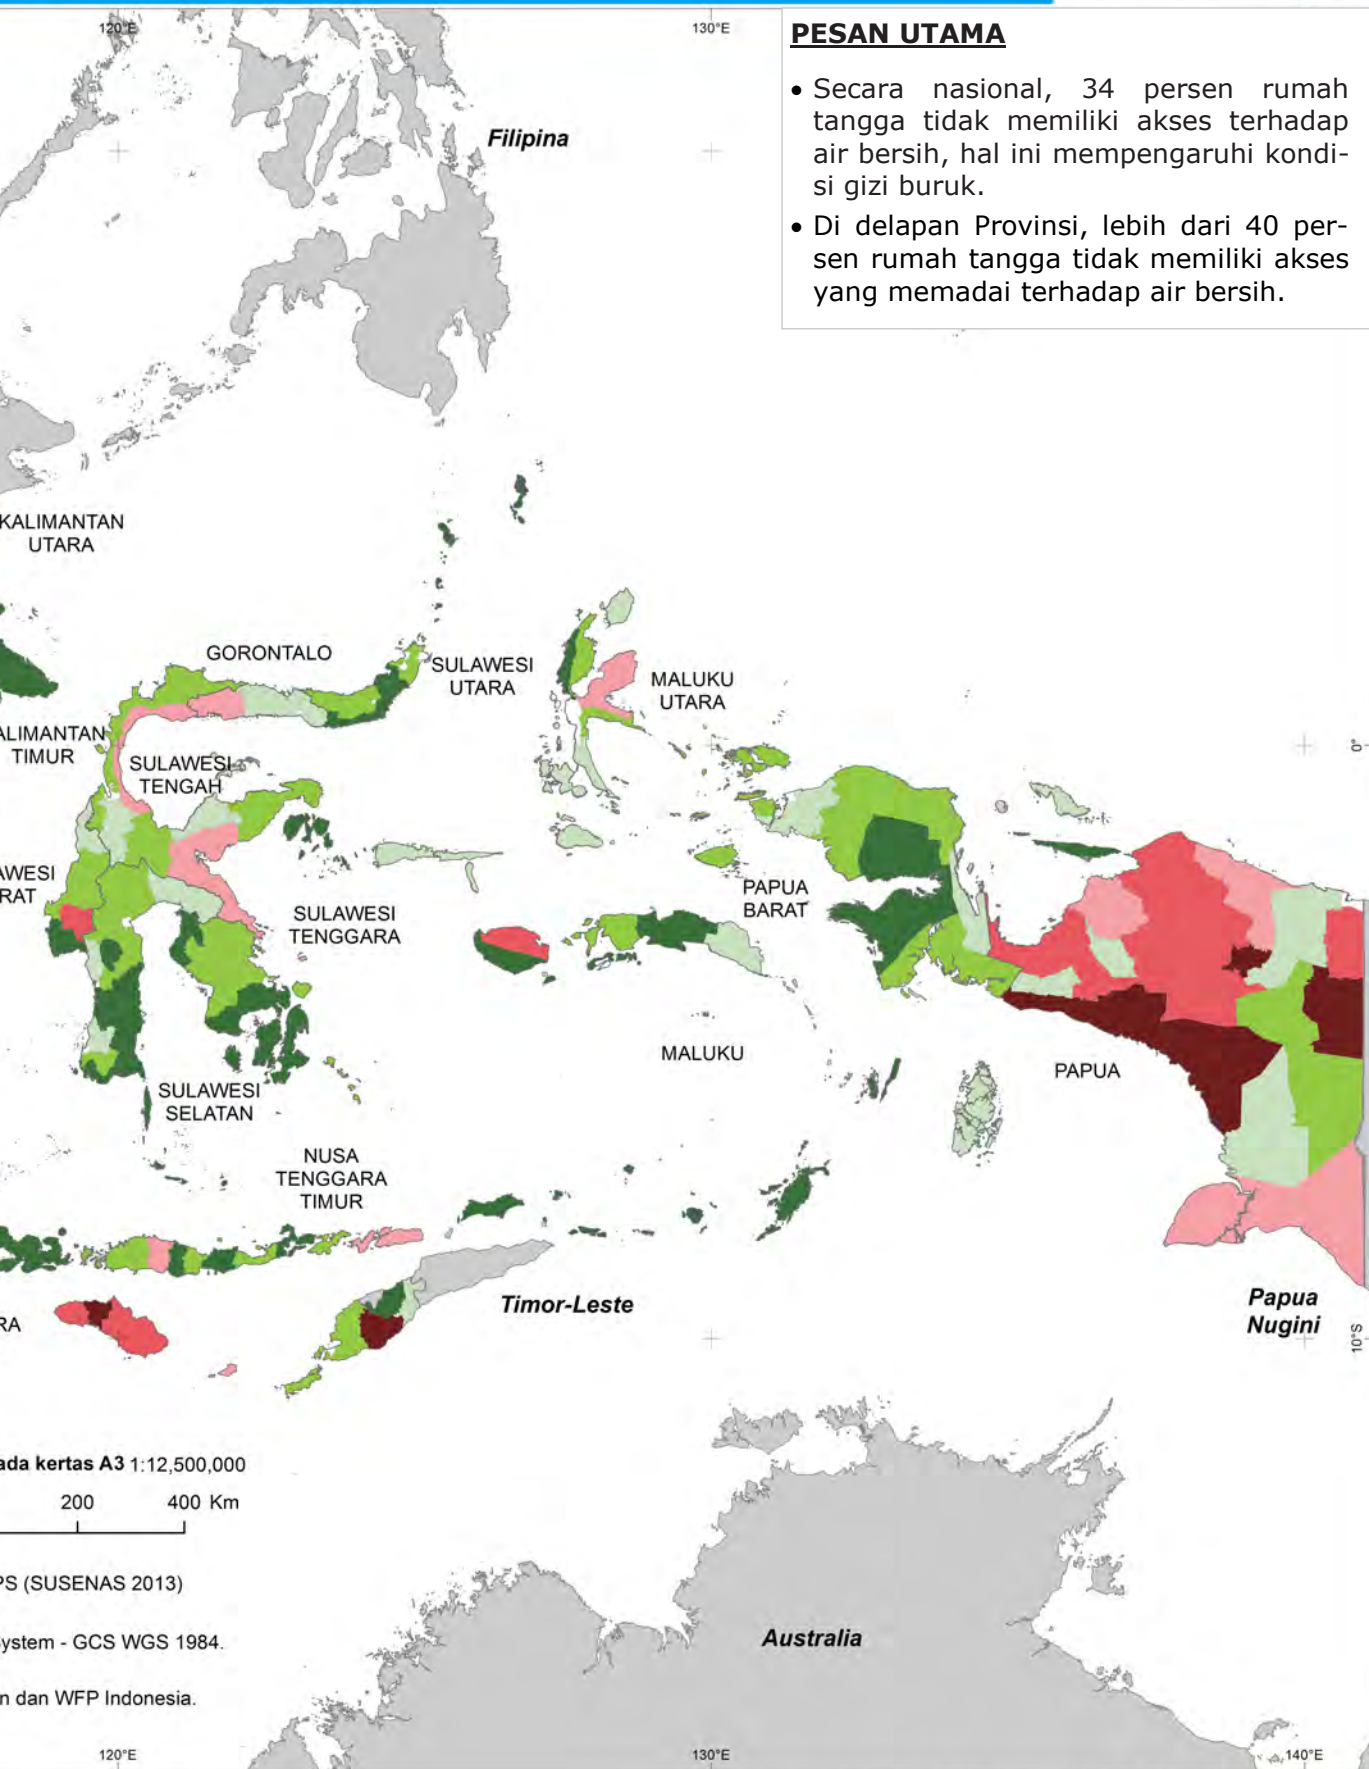 120°E
130°E
PESAN UTAMA
• Secara nasional, 34 persen rumah
tangga tidak memiliki akses terhadap
air bersih, hal ini mempengaruhi kondi-
si gizi buruk.
• Di delapan Provinsi, lebih dari 40 per-
sen rumah tangga tidak memiliki akses
yang memadai terhadap air bersih.
Filipina
KALIMANTAN
UTARA
GORONTALO
SULAWESI
UTARA
MALUKU
UTARA
ALIMANTAN
TIMUR
0°
SULAWESI
TENGAH
AWESI
RAT
PAPUA
BARAT
SULAWESI
TENGGARA
MALUKU
PAPUA
SULAWESI
SELATAN
NUSA
TENGGARA
TIMUR
Timor-Leste
Papua
Nugini
RA
10°S
ada kertas A3 1:12,500,000
200 400 Km
PS (SUSENAS 2013)
ystem - GCS WGS 1984.
Australia
n dan WFP Indonesia.
120°E
130°E
140°E